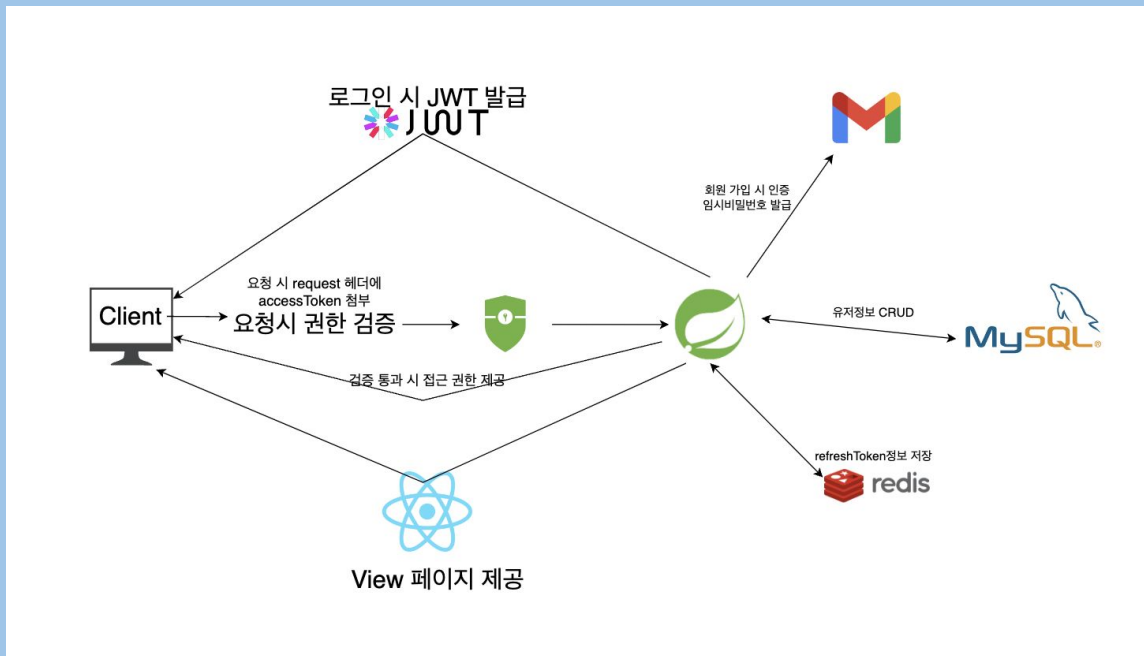 로그인 시 JWT 발급
JWT
회원 가입 시 인증
임시비밀번호 발급
요청 시 request 헤더에
accessToken 첨부
요청시 권한 검증
Client
유저정보 CRUD
MySQL®
검증 통과 시 접근 권한 제공
refreshToken정보 저장
redis
View 페이지 제공